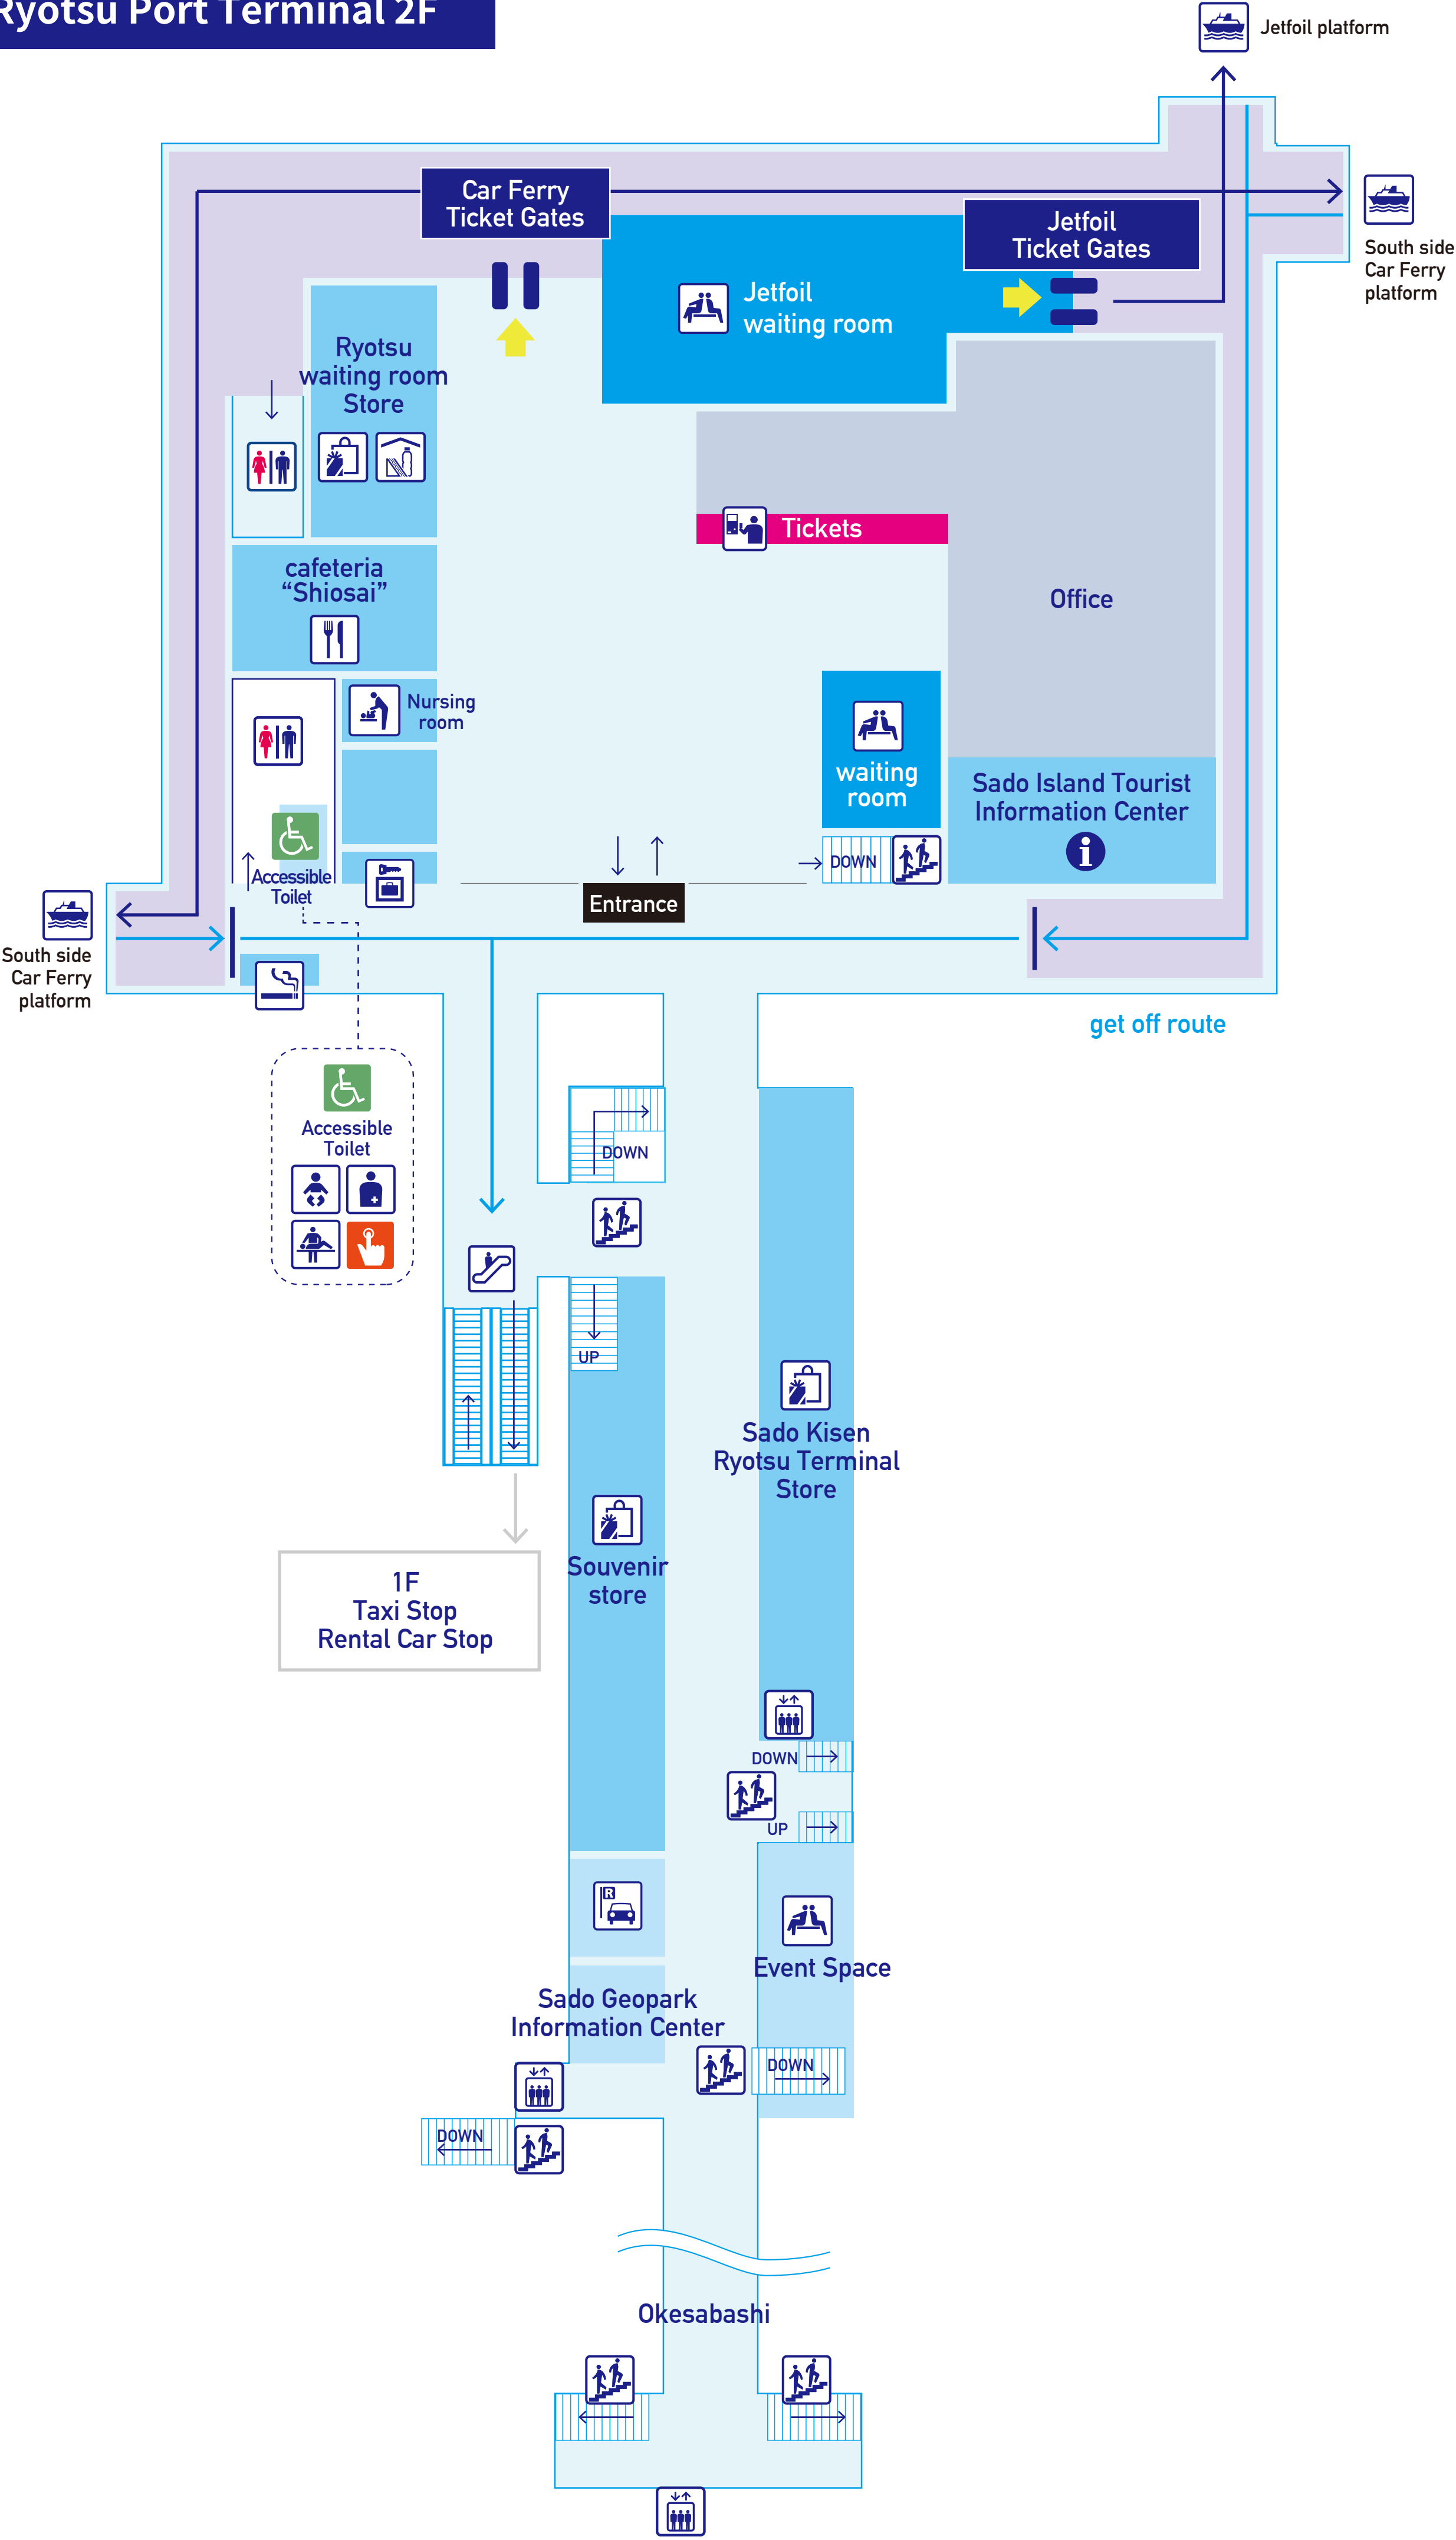 Ryotsu Port Terminal 2F
Jetfoil platform
Car Ferry
Ticket Gates
Jetfoil
Ticket Gates
South side
Car Ferry
platform
Jetfoil
waiting room
Ryotsu
waiting room
Store
Tickets
cafeteria
“Shiosai”
Office
Nursing
room
waiting
room
Sado Island Tourist
Information Center
i
DOWN
Accessible
Toilet
Entrance
South side
Car Ferry
platform
get off route
Accessible
Toilet
DOWN
UP
Sado Kisen
Ryotsu Terminal
Store
Souvenir
store
1F
Taxi Stop
Rental Car Stop
DOWN
UP
R
Event Space
Sado Geopark
Information Center
DOWN
DOWN
Okesabashi